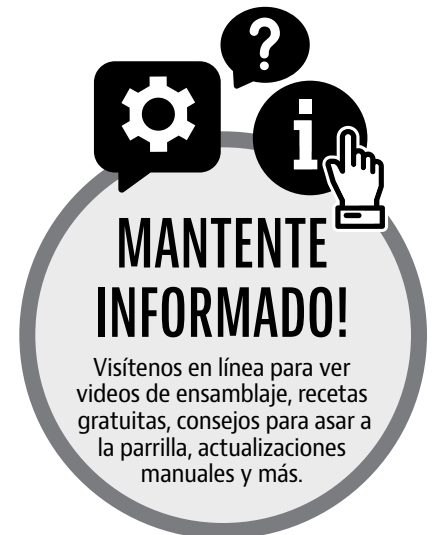 ?
i
MANTENTE
INFORMADO!
Visítenos en línea para ver
videos de ensamblaje, recetas
gratuitas, consejos para asar a
la parrilla, actualizaciones
manuales y más.